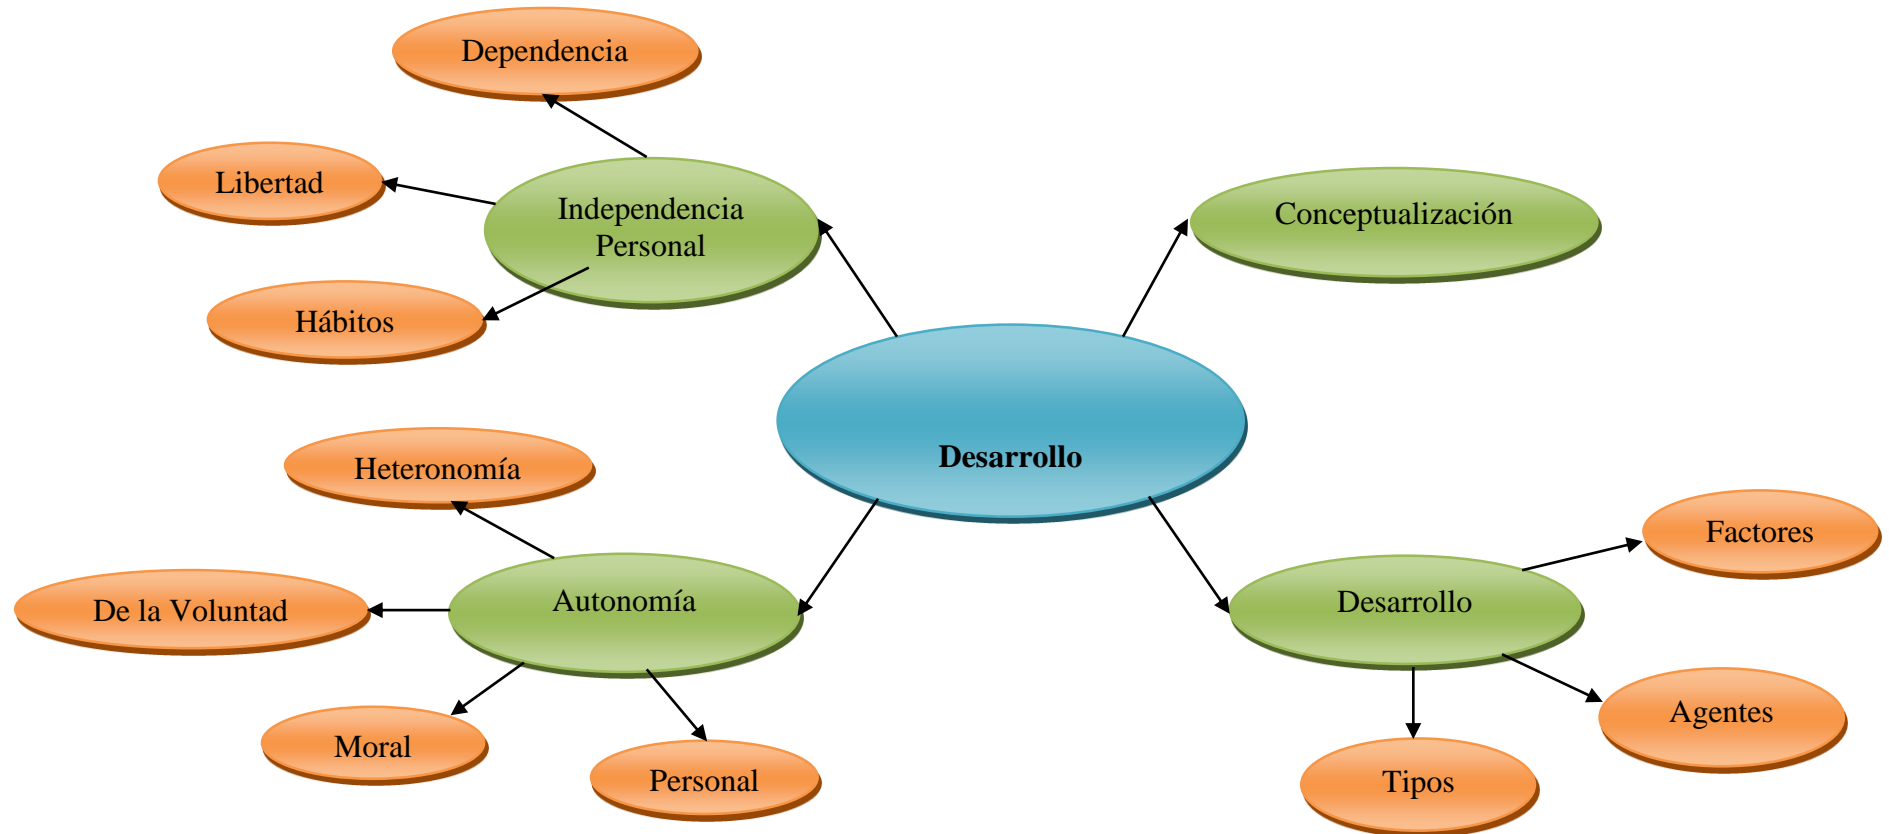 Dependencia
Libertad
Independencia
Personal
Hábitos
Conceptualización
Desarrollo
Heteronomía
De la Voluntad
Autonomía
Moral
Personal
Factores
Desarrollo
Agentes
Tipos